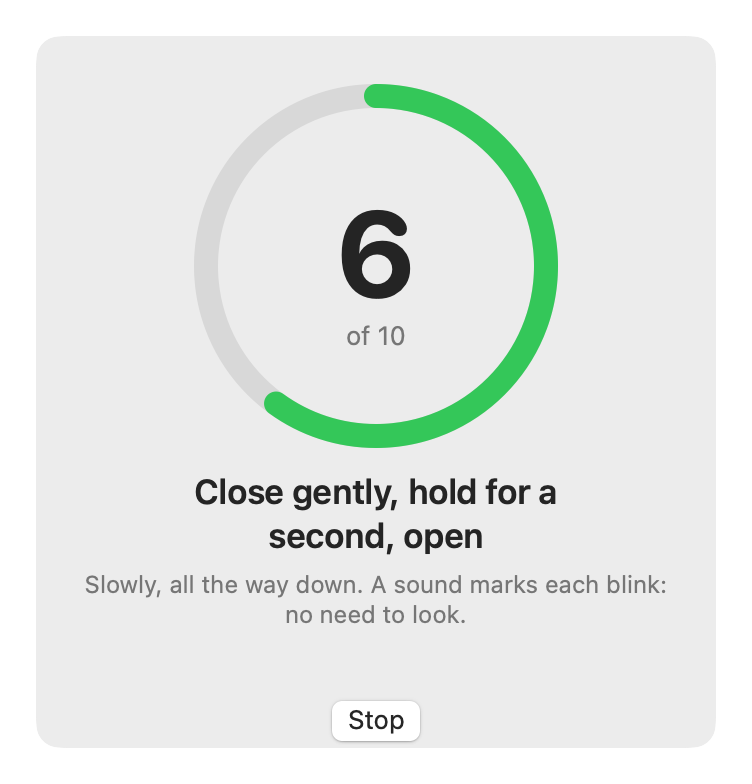 6
of 10
Close gently, hold for a
second, open
Slowly, all the way down. A sound marks each blink:
no need to look.
Stop